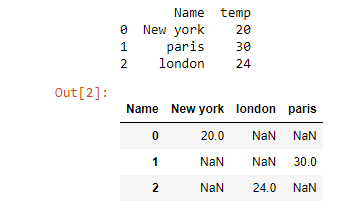 Name temp
0 New york 20
1 paris 30
2 london 24
Out[2]:
Name New york london paris
0 20.0 NaN NaN
1 NaN NaN 30.0
2 NaN 24.0 NaN